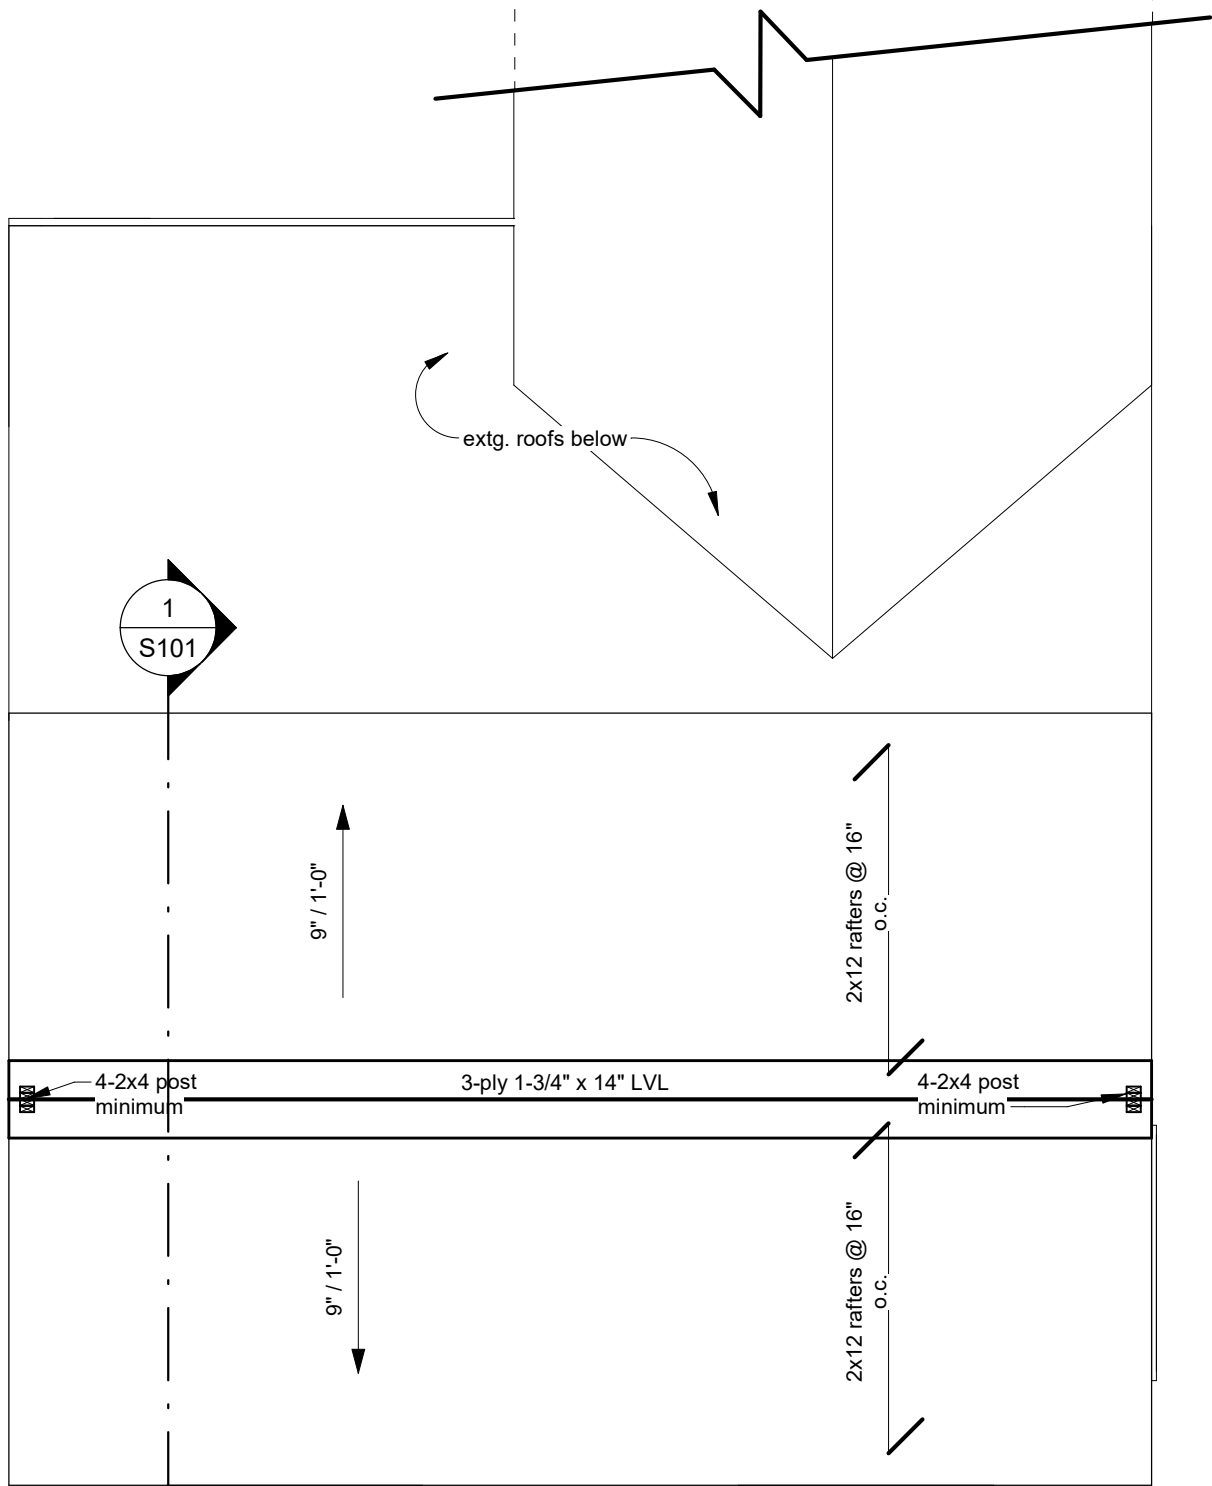 extg. roofs below
1
S101
9" / 1'-0"
2x12 rafters @ 16"
o.c.
4-2x4 post
minimum
3-ply 1-3/4" x 14" LVL
4-2x4 post
minimum
9" / 1'-0"
2x12 rafters @ 16"
o.c.